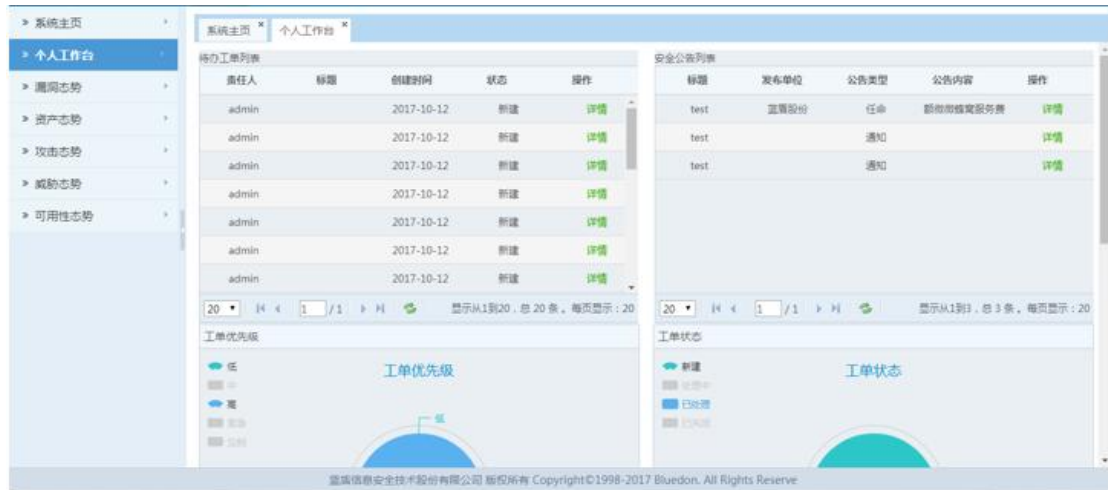 系统主页
个人工作台
漏洞态势
资产态势
攻击态势
威胁态势
可用性态势
系统主页 × 个人工作台 ×
待办工单列表
责任人 标题 创建时间 状态 操作
admin 2017-10-12 新建 详情
admin 2017-10-12 新建 详情
admin 2017-10-12 新建 详情
admin 2017-10-12 新建 详情
admin 2017-10-12 新建 详情
admin 2017-10-12 新建 详情
admin 2017-10-12 新建 详情
20 1 /1 显示从1到20，总 20 条。每页显示：20
安全公告列表
标题 发布单位 公告类型 公告内容 操作
test 蓝盾股份 任命 详情
test 通知 详情
test 通知 详情
20 1 /1 显示从1到3，总 3 条。每页显示：20
工单优先级
低
中
高
工单优先级
低
工单状态
新建
处理中
已处理
已关闭
工单状态
蓝盾信息安全技术股份有限公司 版权所有 Copyright©1998-2017 Bluedon. All Rights Reserve